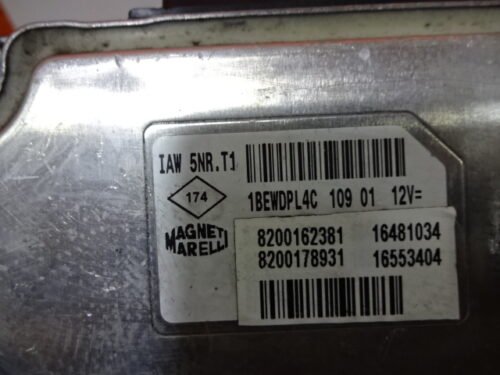 IAW 5NR.T1
174
1BEWDPL4C 109 01 12V=
MAGNETI
MARELLI
8200162381 16481034
8200178931 16553404